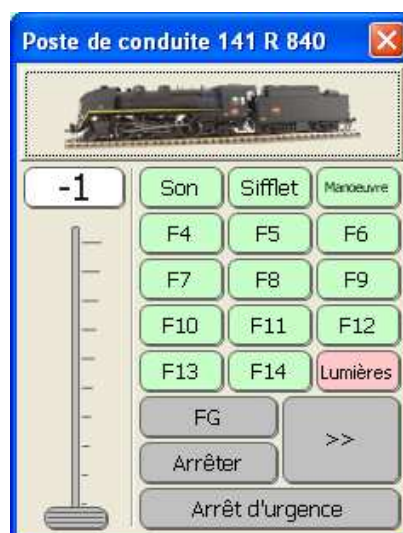 Poste de conduite 141 R 840
-1
Son Sifflet Manoeuvre
F4 F5 F6
F7 F8 F9
F10 F11 F12
F13 F14 Lumières
FG
>>
Arrêter
Arrêt d'urgence